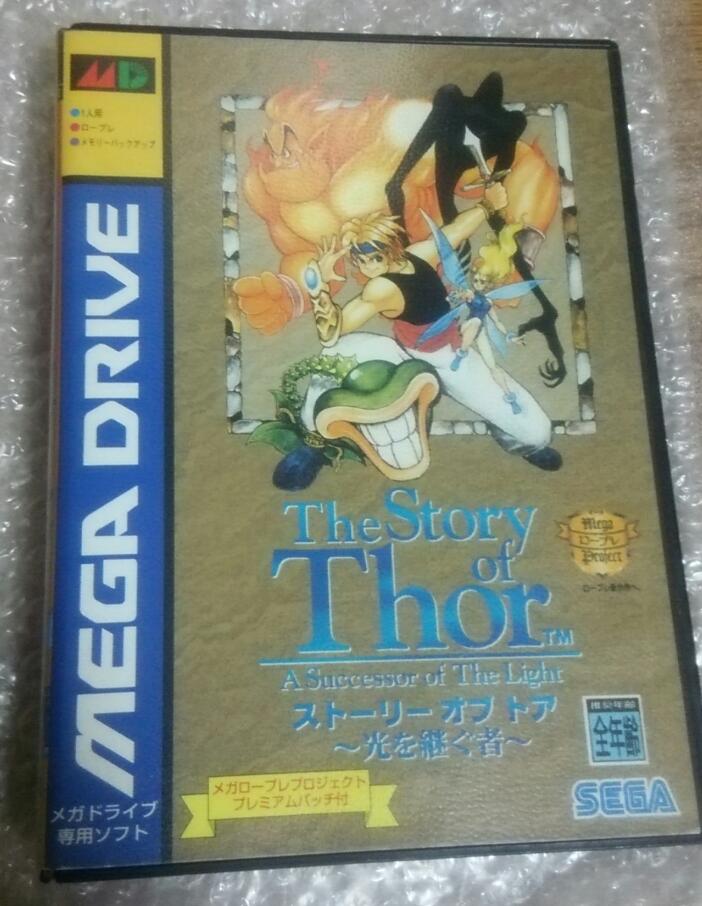 MD
●1人用
●ロープレ
●メモリーバックアップ
MEGA DRIVE
メガドライブ
専用ソフト
The Story
of
Thor™
A Successor of The Light
ストーリー オブ トア
～光を継ぐ者～
Mega
ロープレ
Project
メガロープレプロジェクト
プレミアムバッチ付
推奨年齢
全年齢
SEGA